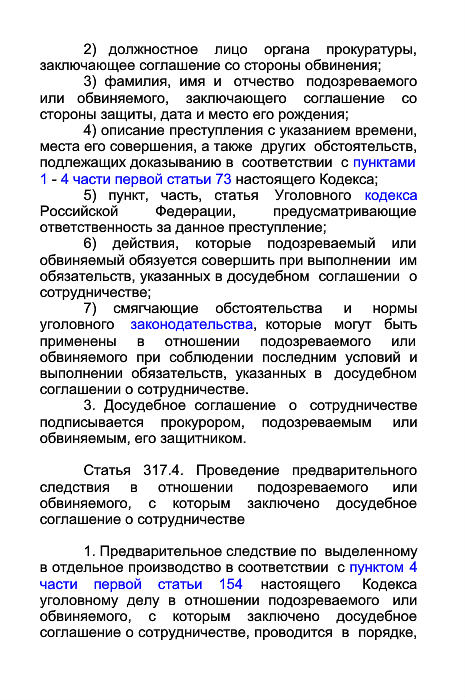 2) должностное лицо органа прокуратуры,
заключающее соглашение со стороны обвинения;
3) фамилия, имя и отчество подозреваемого
или обвиняемого, заключающего соглашение со
стороны защиты, дата и место его рождения;
4) описание преступления с указанием времени,
места его совершения, а также других обстоятельств,
подлежащих доказыванию в соответствии с пунктами
1 - 4 части первой статьи 73 настоящего Кодекса;
5) пункт, часть, статья Уголовного кодекса
Российской Федерации, предусматривающие
ответственность за данное преступление;
6) действия, которые подозреваемый или
обвиняемый обязуется совершить при выполнении им
обязательств, указанных в досудебном соглашении о
сотрудничестве;
7) смягчающие обстоятельства и нормы
уголовного законодательства, которые могут быть
применены в отношении подозреваемого или
обвиняемого при соблюдении последним условий и
выполнении обязательств, указанных в досудебном
соглашении о сотрудничестве.
3. Досудебное соглашение о сотрудничестве
подписывается прокурором, подозреваемым или
обвиняемым, его защитником.
Статья 317.4. Проведение предварительного
следствия в отношении подозреваемого или
обвиняемого, с которым заключено досудебное
соглашение о сотрудничестве
1. Предварительное следствие по выделенному
в отдельное производство в соответствии с пунктом 4
части первой статьи 154 настоящего Кодекса
уголовному делу в отношении подозреваемого или
обвиняемого, с которым заключено досудебное
соглашение о сотрудничестве, проводится в порядке,